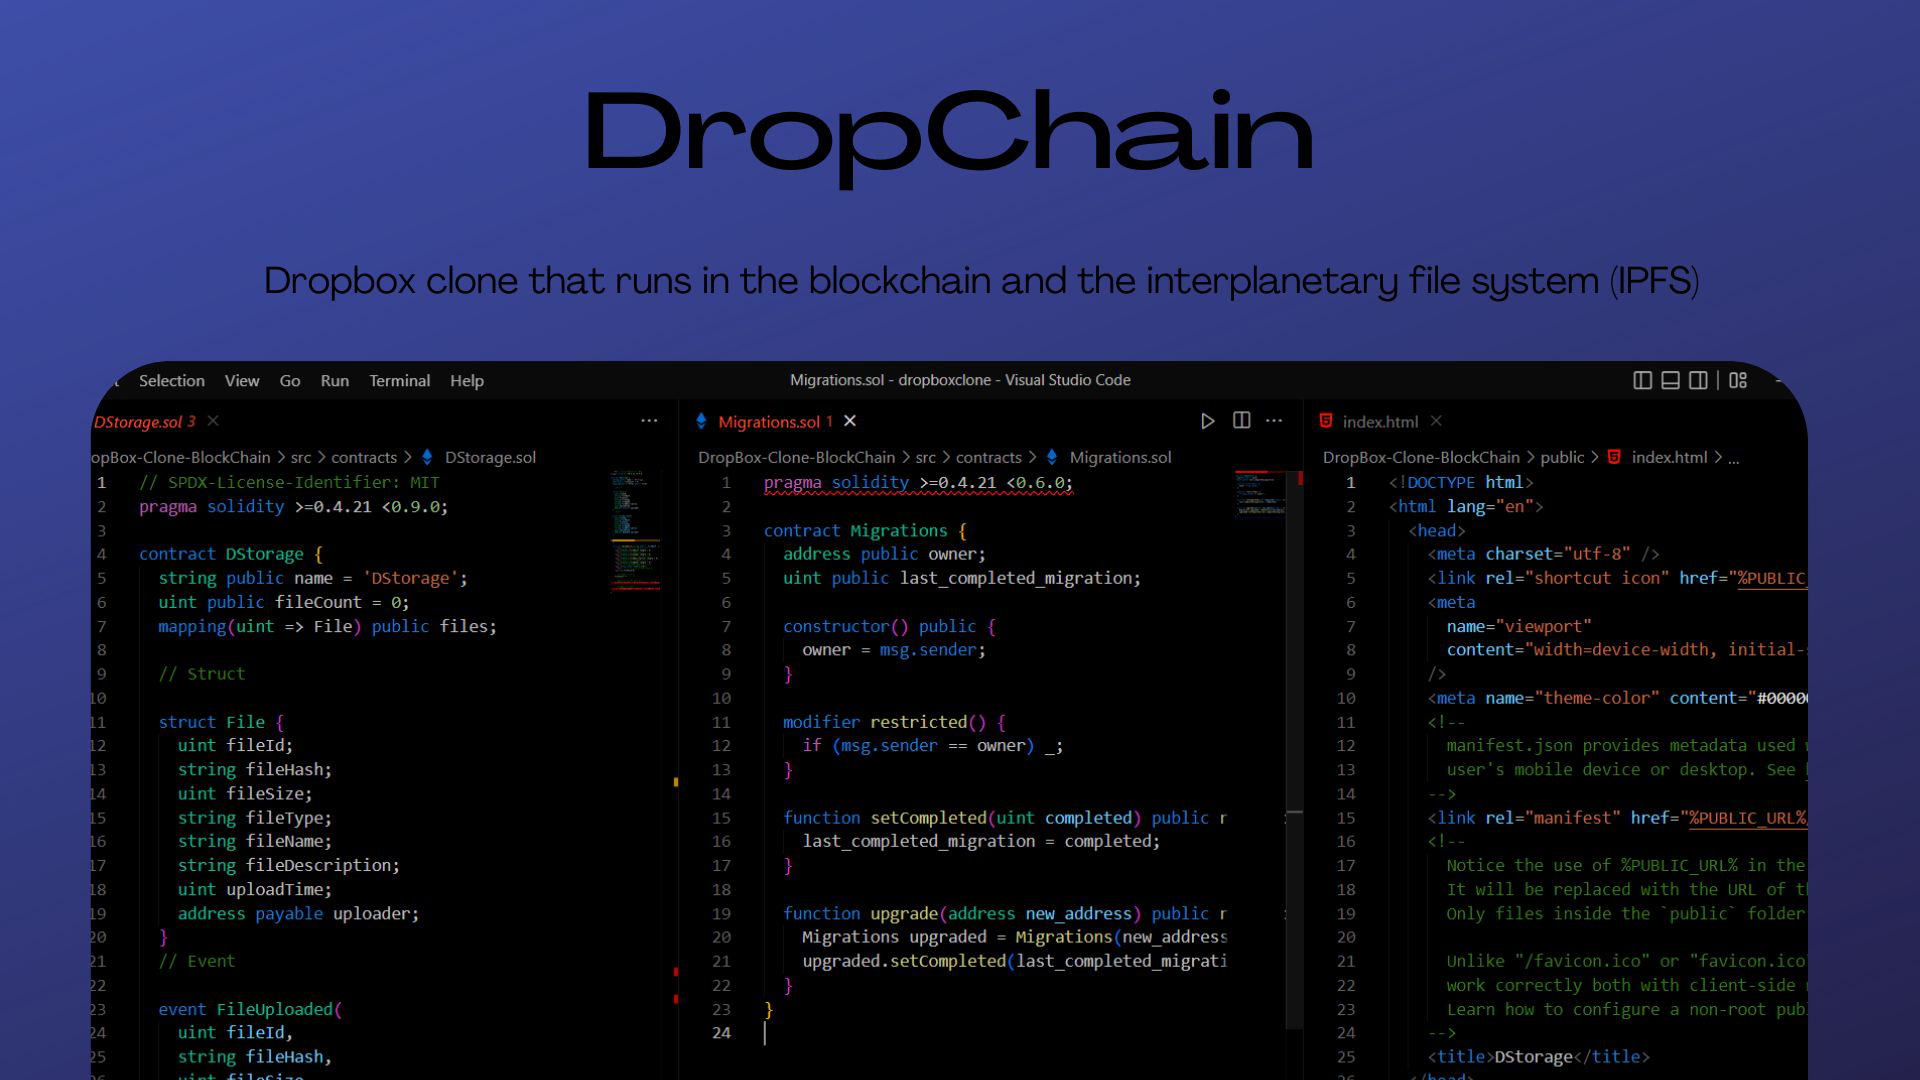 DropChain
Dropbox clone that runs in the blockchain and the interplanetary file system (IPFS)
Selection View Go Run Terminal Help
Migrations.sol - dropboxclone - Visual Studio Code
DStorage.sol 3
opBox-Clone-BlockChain > src > contracts > DStorage.sol
1 // SPDX-License-Identifier: MIT
2 pragma solidity >=0.4.21 <0.9.0;
3
4 contract DStorage {
5 string public name = 'DStorage';
6 uint public fileCount = 0;
7 mapping(uint => File) public files;
8
9 // Struct
10
11 struct File {
12 uint fileId;
13 string fileHash;
14 uint fileSize;
15 string fileType;
16 string fileName;
17 string fileDescription;
18 uint uploadTime;
19 address payable uploader;
20 }
21 // Event
22
23 event FileUploaded(
24 uint fileId,
25 string fileHash,
26 uint fileSize
Migrations.sol 1
DropBox-Clone-BlockChain > src > contracts > Migrations.sol
1 pragma solidity >=0.4.21 <0.6.0;
2
3 contract Migrations {
4 address public owner;
5 uint public last_completed_migration;
6
7 constructor() public {
8 owner = msg.sender;
9 }
10
11 modifier restricted() {
12 if (msg.sender == owner) _;
13 }
14
15 function setCompleted(uint completed) public r
16 last_completed_migration = completed;
17 }
18
19 function upgrade(address new_address) public r
20 Migrations upgraded = Migrations(new_address
21 upgraded.setCompleted(last_completed_migrati
22 }
23 }
24
index.html
DropBox-Clone-BlockChain > public > index.html > ...
1 <!DOCTYPE html>
2 <html lang="en">
3 <head>
4 <meta charset="utf-8" />
5 <link rel="shortcut icon" href="%PUBLIC_
6 <meta
7 name="viewport"
8 content="width=device-width, initial-
9 />
10 <meta name="theme-color" content="#0000
11 <!--
12 manifest.json provides metadata used
13 user's mobile device or desktop. See
14 -->
15 <link rel="manifest" href="%PUBLIC_URL%
16 <!--
17 Notice the use of %PUBLIC_URL% in the
18 It will be replaced with the URL of
19 Only files inside the `public` folder
20
21 Unlike "/favicon.ico" or "favicon.ico
22 work correctly both with client-side
23 Learn how to configure a non-root pub
24 -->
25 <title>DStorage</title>
26 </head>